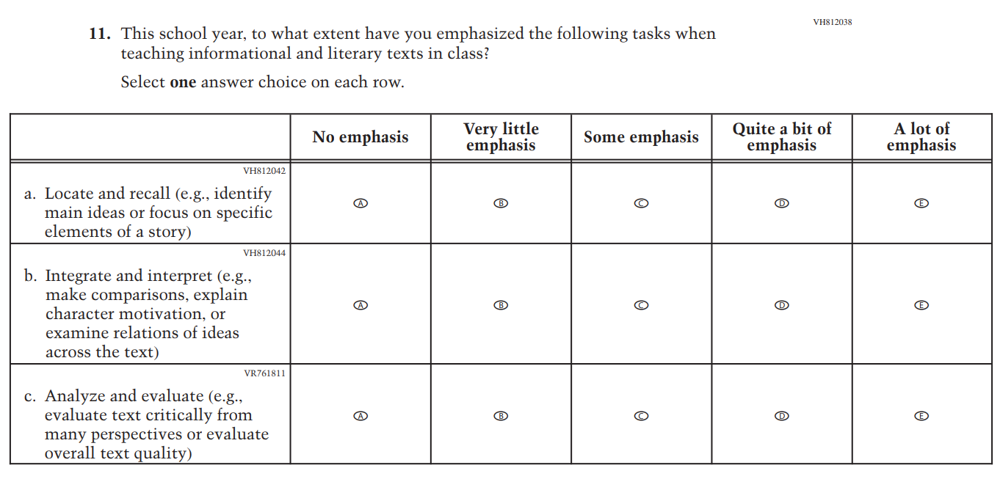 VH812038
11. This school year, to what extent have you emphasized the following tasks when
teaching informational and literary texts in class?
Select one answer choice on each row.
No emphasis
Very little
emphasis
Some emphasis
Quite a bit of
emphasis
A lot of
emphasis
VH812042
a. Locate and recall (e.g., identify
main ideas or focus on specific
elements of a story)
A B C D E
VH812044
b. Integrate and interpret (e.g.,
make comparisons, explain
character motivation, or
examine relations of ideas
across the text)
A B C D E
VR761811
c. Analyze and evaluate (e.g.,
evaluate text critically from
many perspectives or evaluate
overall text quality)
A B C D E